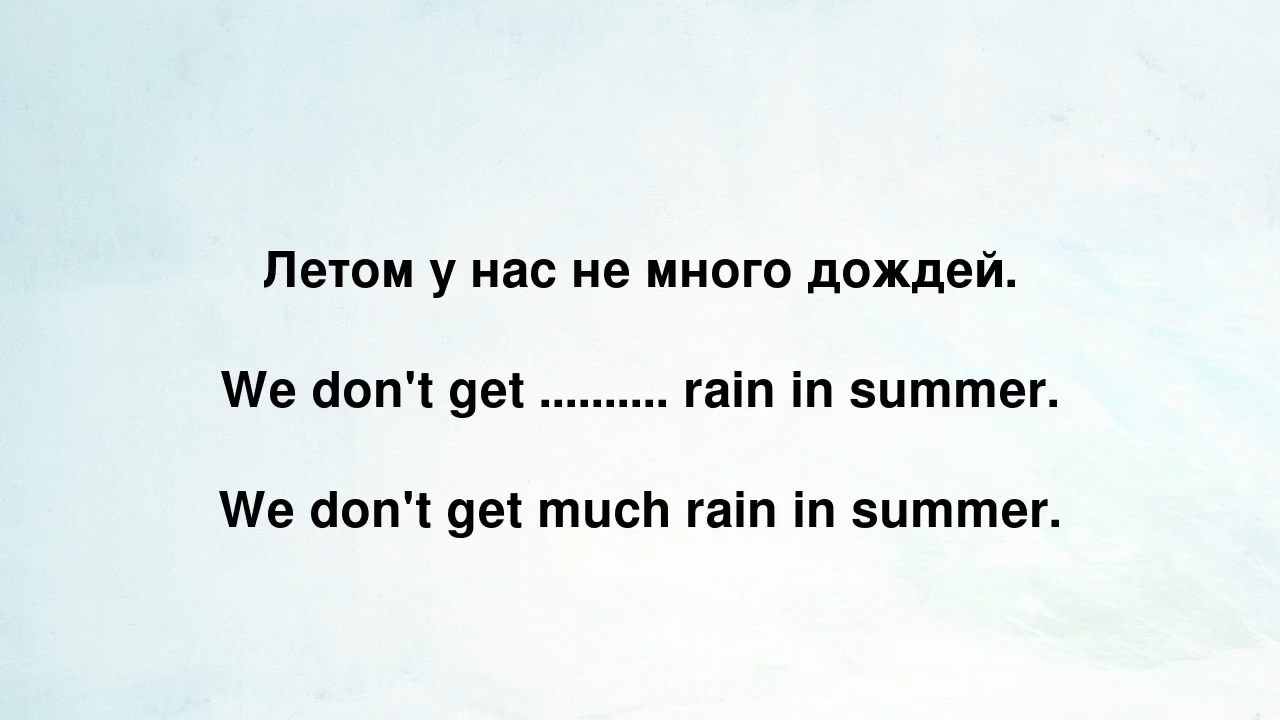 Летом у нас не много дождей.
We don't get .......... rain in summer.
We don't get much rain in summer.